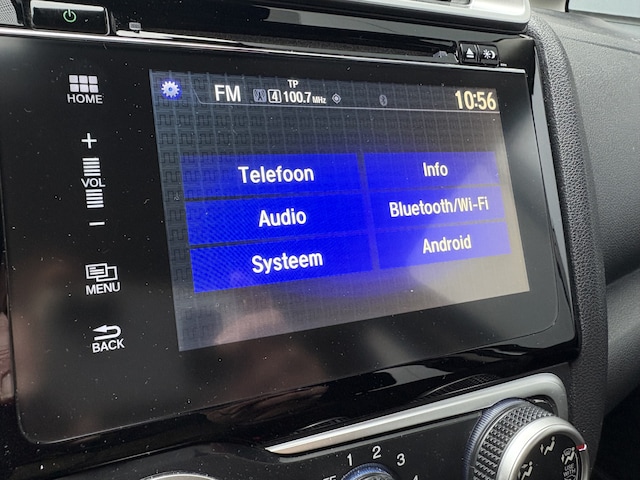 TP
FM 4 100.7 MHz 10:56
HOME
Telefoon Info
+
VOL
Audio Bluetooth/Wi-Fi
−
Systeem Android
MENU
BACK
1 2 3